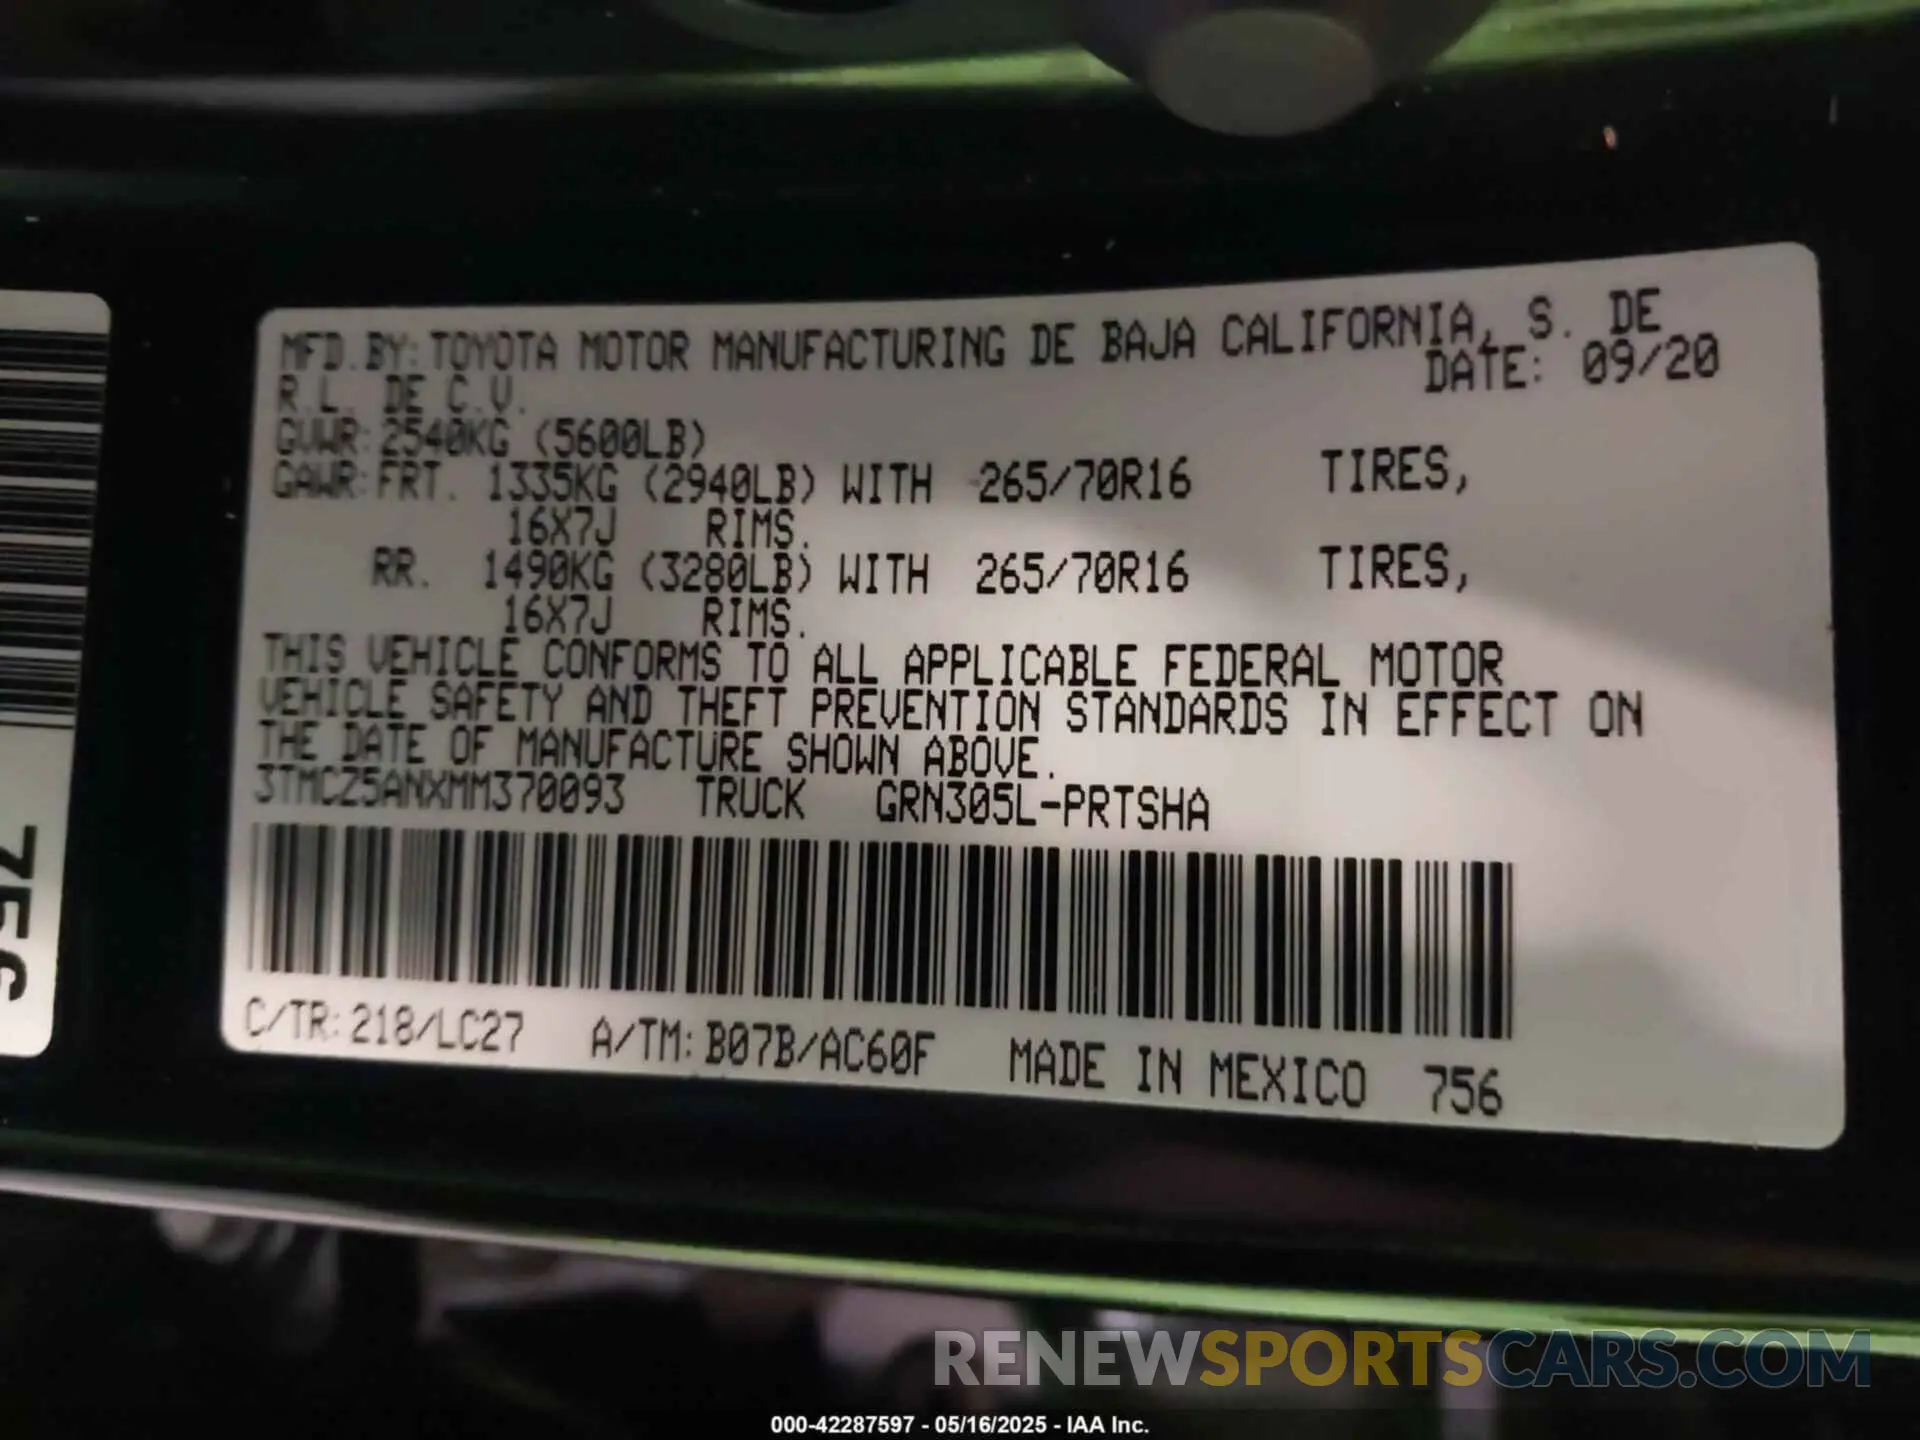 MFD.BY: TOYOTA MOTOR MANUFACTURING DE BAJA CALIFORNIA, S. DE
R.L. DE C.V.
DATE: 09/20
GVWR: 2540KG (5600LB)
GAWR: FRT. 1335KG (2940LB) WITH 265/70R16 TIRES,
16X7J RIMS.
RR. 1490KG (3280LB) WITH 265/70R16 TIRES,
16X7J RIMS.
THIS VEHICLE CONFORMS TO ALL APPLICABLE FEDERAL MOTOR
VEHICLE SAFETY AND THEFT PREVENTION STANDARDS IN EFFECT ON
THE DATE OF MANUFACTURE SHOWN ABOVE.
3TMCZ5ANXMM370093 TRUCK GRN305L-PRTSHA
C/TR: 218/LC27 A/TM: B07B/AC60F MADE IN MEXICO 756
756
RENEWSPORTSCARS.COM
000-42287597 - 05/16/2025 - IAA Inc.